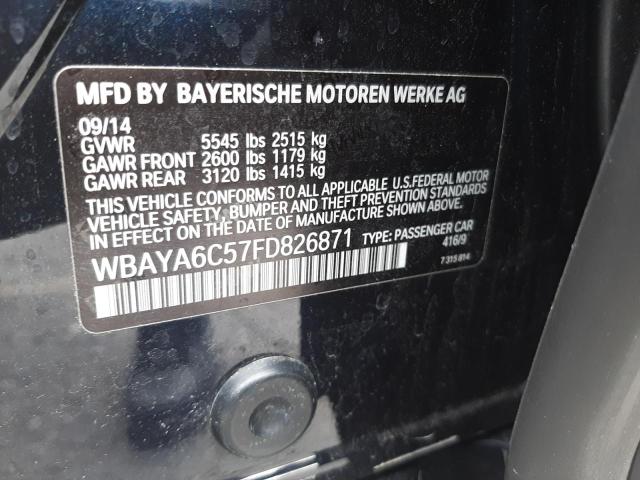 MFD BY BAYERISCHE MOTOREN WERKE AG
09/14
GVWR 5545 lbs 2515 kg
GAWR FRONT 2600 lbs 1179 kg
GAWR REAR 3120 lbs 1415 kg
THIS VEHICLE CONFORMS TO ALL APPLICABLE U.S.FEDERAL MOTOR
VEHICLE SAFETY, BUMPER AND THEFT PREVENTION STANDARDS
IN EFFECT ON THE DATE OF MANUFACTURE SHOWN ABOVE.
WBAYA6C57FD826871 TYPE: PASSENGER CAR
416/9
7 315 814